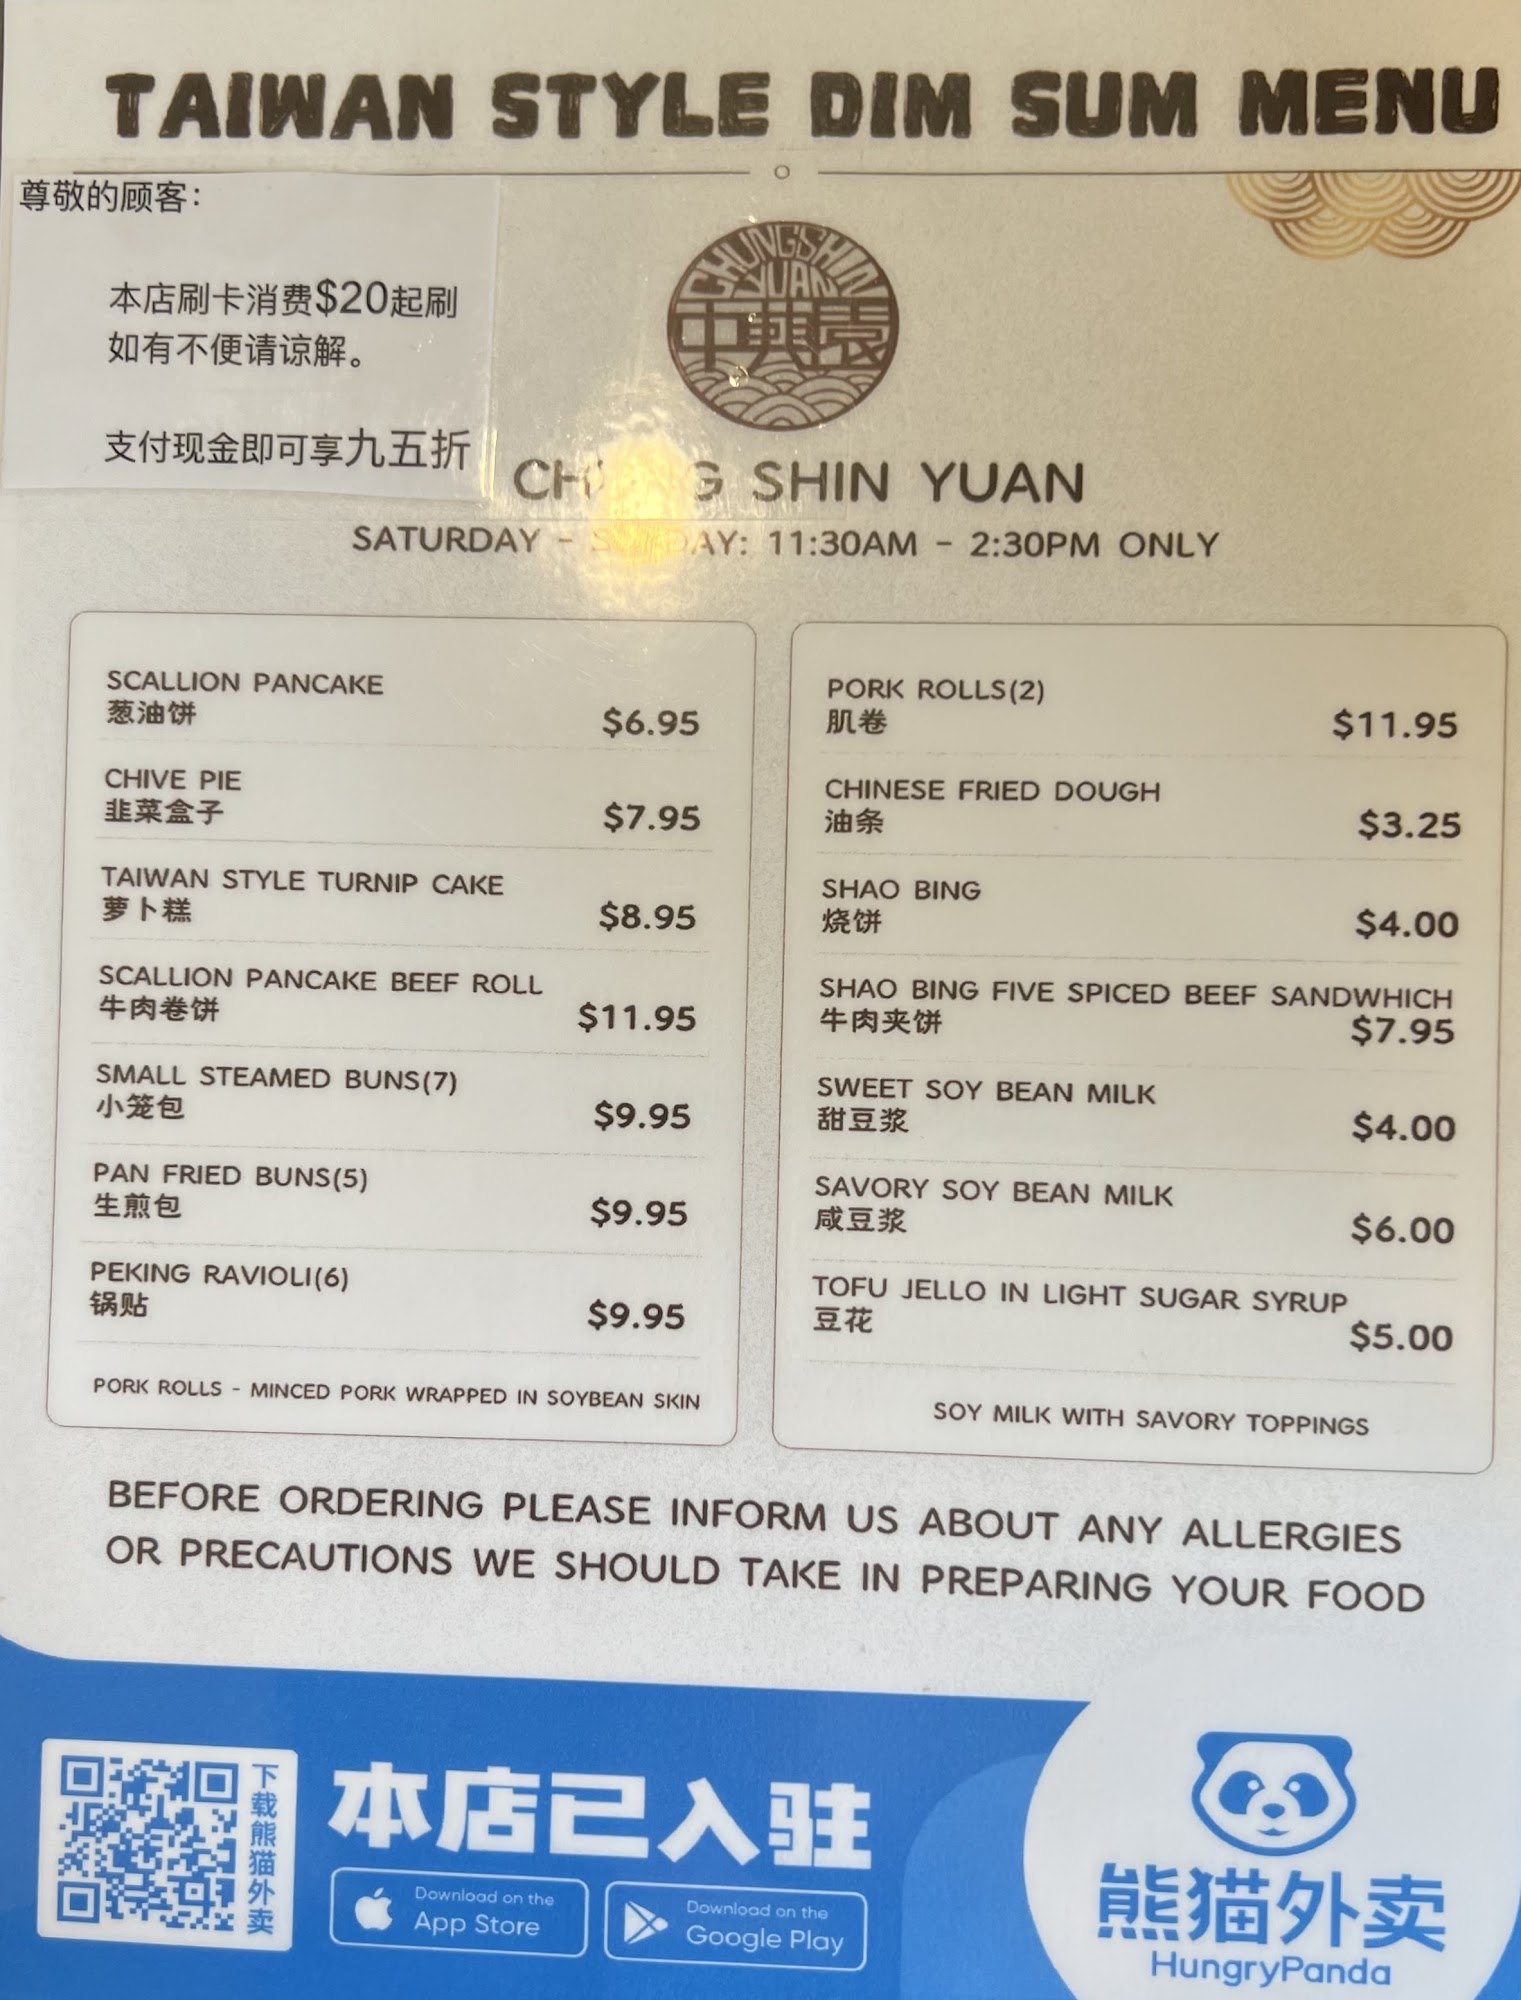 TAIWAN STYLE DIM SUM MENU
尊敬的顾客：
本店刷卡消费$20起刷
如有不便请谅解。
支付现金即可享九五折
CHUNG SHIN YUAN
中興園
CHUNG SHIN YUAN
SATURDAY - SUNDAY: 11:30AM - 2:30PM ONLY
SCALLION PANCAKE
葱油饼 $6.95
CHIVE PIE
韭菜盒子 $7.95
TAIWAN STYLE TURNIP CAKE
萝卜糕 $8.95
SCALLION PANCAKE BEEF ROLL
牛肉卷饼 $11.95
SMALL STEAMED BUNS(7)
小笼包 $9.95
PAN FRIED BUNS(5)
生煎包 $9.95
PEKING RAVIOLI(6)
锅贴 $9.95
PORK ROLLS - MINCED PORK WRAPPED IN SOYBEAN SKIN
PORK ROLLS(2)
肌卷 $11.95
CHINESE FRIED DOUGH
油条 $3.25
SHAO BING
烧饼 $4.00
SHAO BING FIVE SPICED BEEF SANDWHICH
牛肉夹饼 $7.95
SWEET SOY BEAN MILK
甜豆浆 $4.00
SAVORY SOY BEAN MILK
咸豆浆 $6.00
TOFU JELLO IN LIGHT SUGAR SYRUP
豆花 $5.00
SOY MILK WITH SAVORY TOPPINGS
BEFORE ORDERING PLEASE INFORM US ABOUT ANY ALLERGIES
OR PRECAUTIONS WE SHOULD TAKE IN PREPARING YOUR FOOD
下载熊猫外卖
本店已入驻
Download on the
App Store
Download on the
Google Play
熊猫外卖
HungryPanda